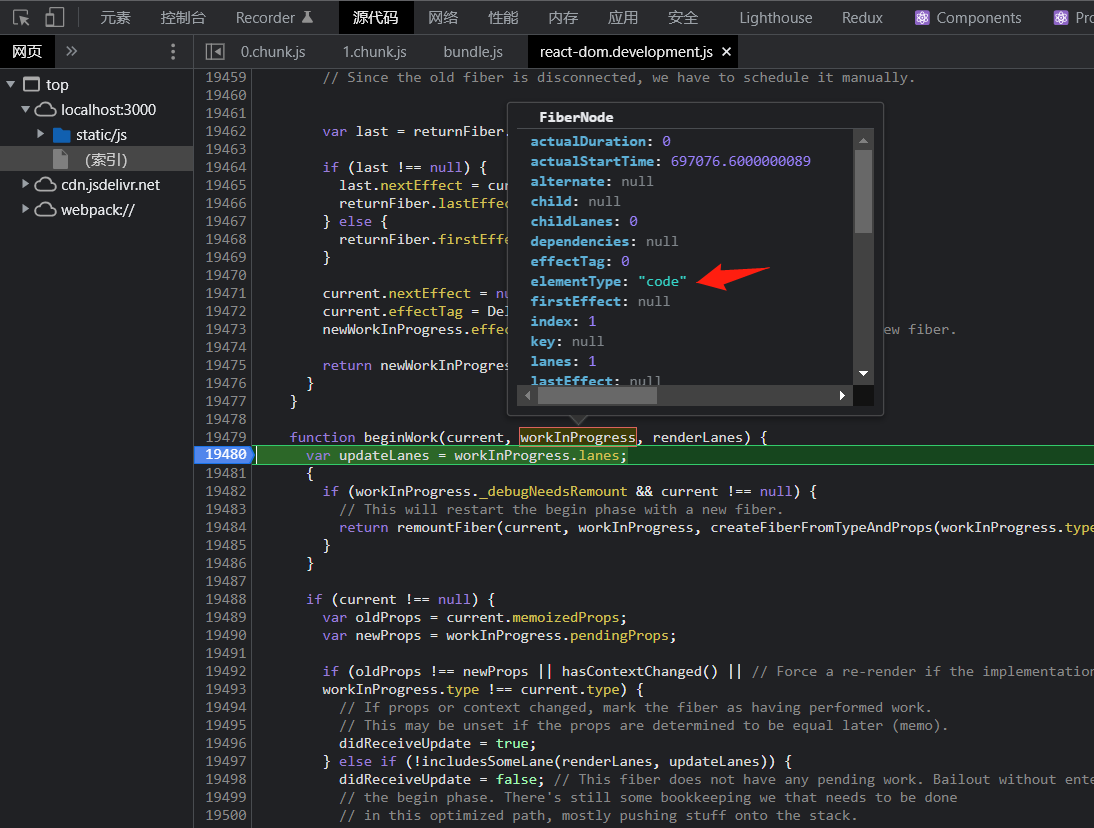 元素 控制台 Recorder 源代码 网络 性能 内存 应用 安全 Lighthouse Redux Components Pro
网页 » 0.chunk.js 1.chunk.js bundle.js react-dom.development.js ×
top
localhost:3000
static/js
(索引)
cdn.jsdelivr.net
webpack://
19459 // Since the old fiber is disconnected, we have to schedule it manually.
19460
19461
19462 var last = returnFiber.
19463
19464 if (last !== null) {
19465 last.nextEffect = cu
19466 returnFiber.lastEffec
19467 } else {
19468 returnFiber.firstEffe
19469 }
19470
19471 current.nextEffect = nu
19472 current.effectTag = Del
19473 newWorkInProgress.effec ew fiber.
19474
19475 return newWorkInProgres
19476 }
19477 }
19478
FiberNode
actualDuration: 0
actualStartTime: 697076.6000000089
alternate: null
child: null
childLanes: 0
dependencies: null
effectTag: 0
elementType: "code"
firstEffect: null
index: 1
key: null
lanes: 1
lastEffect: null
19479 function beginWork(current, workInProgress, renderLanes) {
19480 var updateLanes = workInProgress.lanes;
19481 {
19482 if (workInProgress._debugNeedsRemount && current !== null) {
19483 // This will restart the begin phase with a new fiber.
19484 return remountFiber(current, workInProgress, createFiberFromTypeAndProps(workInProgress.type
19485 }
19486 }
19487
19488 if (current !== null) {
19489 var oldProps = current.memoizedProps;
19490 var newProps = workInProgress.pendingProps;
19491
19492 if (oldProps !== newProps || hasContextChanged() || // Force a re-render if the implementation
19493 workInProgress.type !== current.type) {
19494 // If props or context changed, mark the fiber as having performed work.
19495 // This may be unset if the props are determined to be equal later (memo).
19496 didReceiveUpdate = true;
19497 } else if (!includesSomeLane(renderLanes, updateLanes)) {
19498 didReceiveUpdate = false; // This fiber does not have any pending work. Bailout without ente
19499 // the begin phase. There's still some bookkeeping we that needs to be done
19500 // in this optimized path, mostly pushing stuff onto the stack.